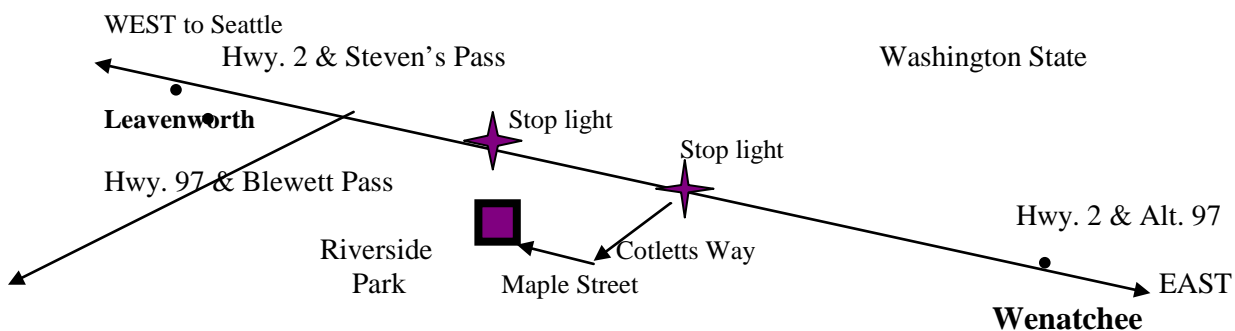 WEST to Seattle
Hwy. 2 & Steven’s Pass
Washington State
Leavenworth
Stop light
Stop light
Hwy. 97 & Blewett Pass
Hwy. 2 & Alt. 97
Riverside
Park
Cotletts Way
Maple Street
EAST
Wenatchee